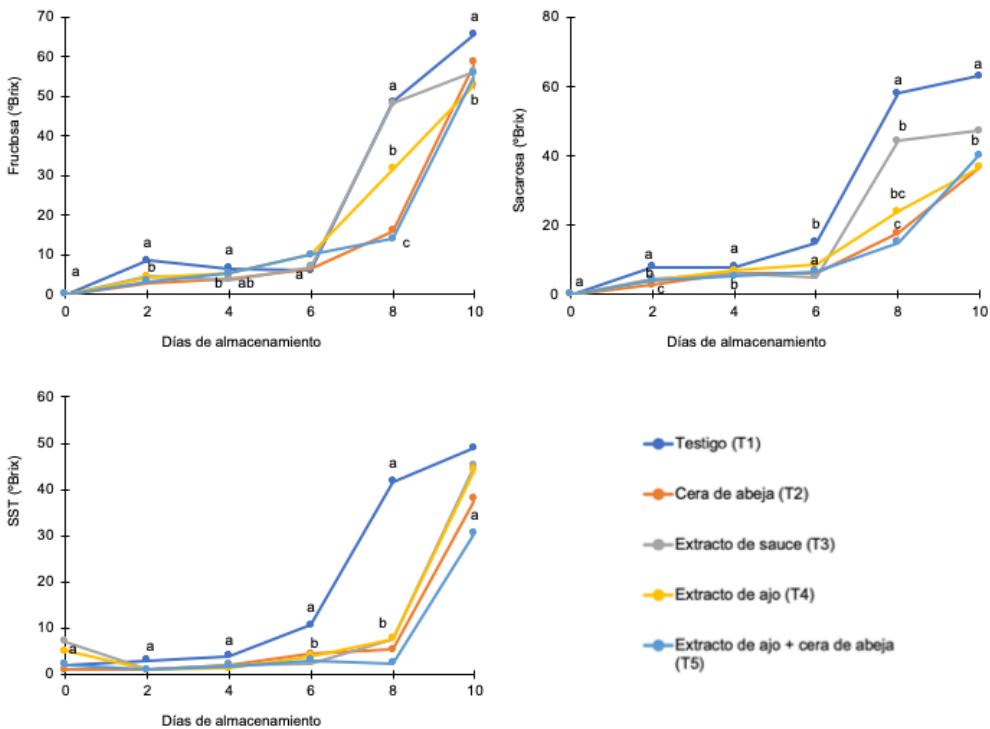 70
60
50
40
30
20
10
0
Fructosa (ºBrix)
a
a
b
a
b
ab
a
a
b
c
a
b
0 2 4 6 8 10
Días de almacenamiento
80
60
40
20
0
Sacarosa (ºBrix)
a
a
b
c
a
b
b
a
a
b
bc
c
a
b
0 2 4 6 8 10
Días de almacenamiento
60
50
40
30
20
10
0
SST (ºBrix)
a
a
a
a
b
a
b
a
0 2 4 6 8 10
Días de almacenamiento
Testigo (T1)
Cera de abeja (T2)
Extracto de sauce (T3)
Extracto de ajo (T4)
Extracto de ajo + cera de abeja
(T5)